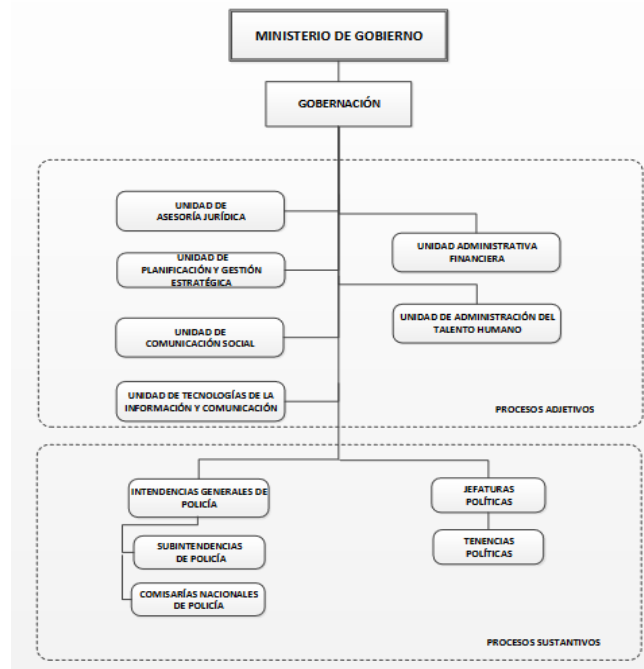 MINISTERIO DE GOBIERNO
GOBERNACIÓN
UNIDAD DE
ASESORÍA JURÍDICA
UNIDAD DE
PLANIFICACIÓN Y GESTIÓN
ESTRATÉGICA
UNIDAD DE
COMUNICACIÓN SOCIAL
UNIDAD DE TECNOLOGÍAS DE LA
INFORMACIÓN Y COMUNICACIÓN
UNIDAD ADMINISTRATIVA
FINANCIERA
UNIDAD DE ADMINISTRACIÓN DEL
TALENTO HUMANO
PROCESOS ADJETIVOS
INTENDENCIAS GENERALES DE
POLICÍA
SUBINTENDENCIAS
DE POLICÍA
COMISARÍAS NACIONALES
DE POLICÍA
JEFATURAS
POLÍTICAS
TENENCIAS
POLÍTICAS
PROCESOS SUSTANTIVOS